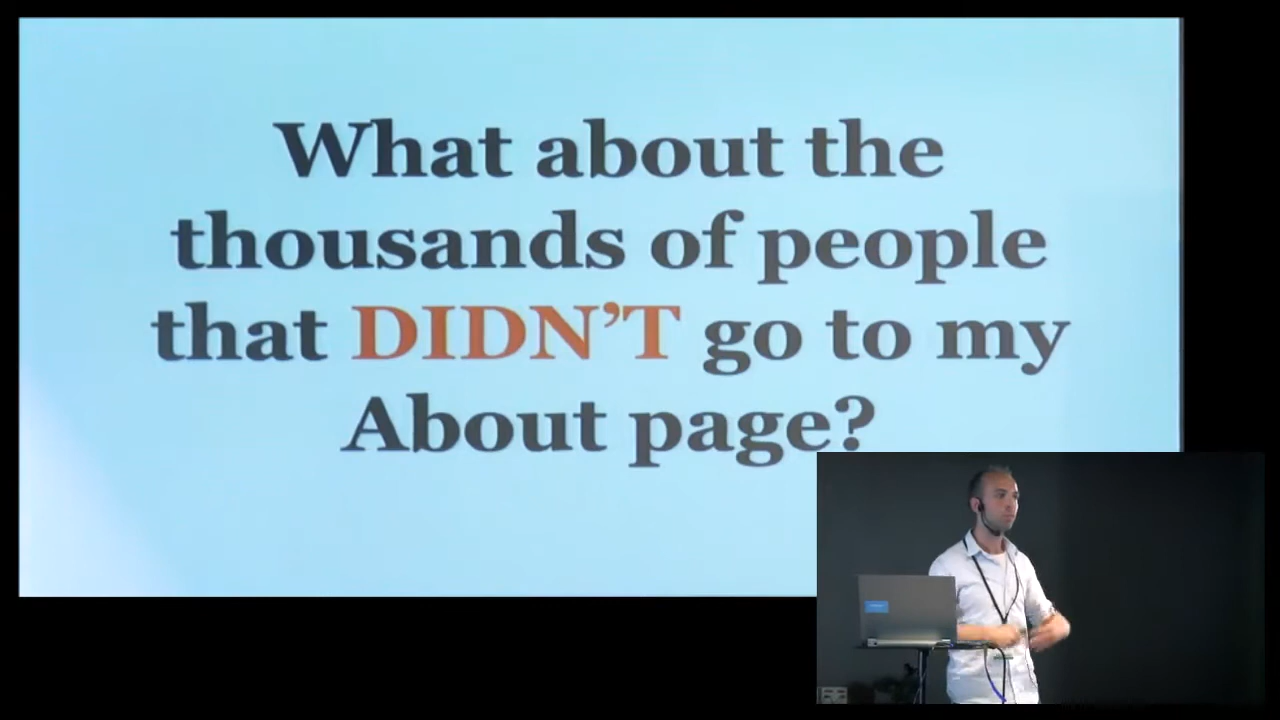 What about the
thousands of people
that DIDN’T go to my
About page?